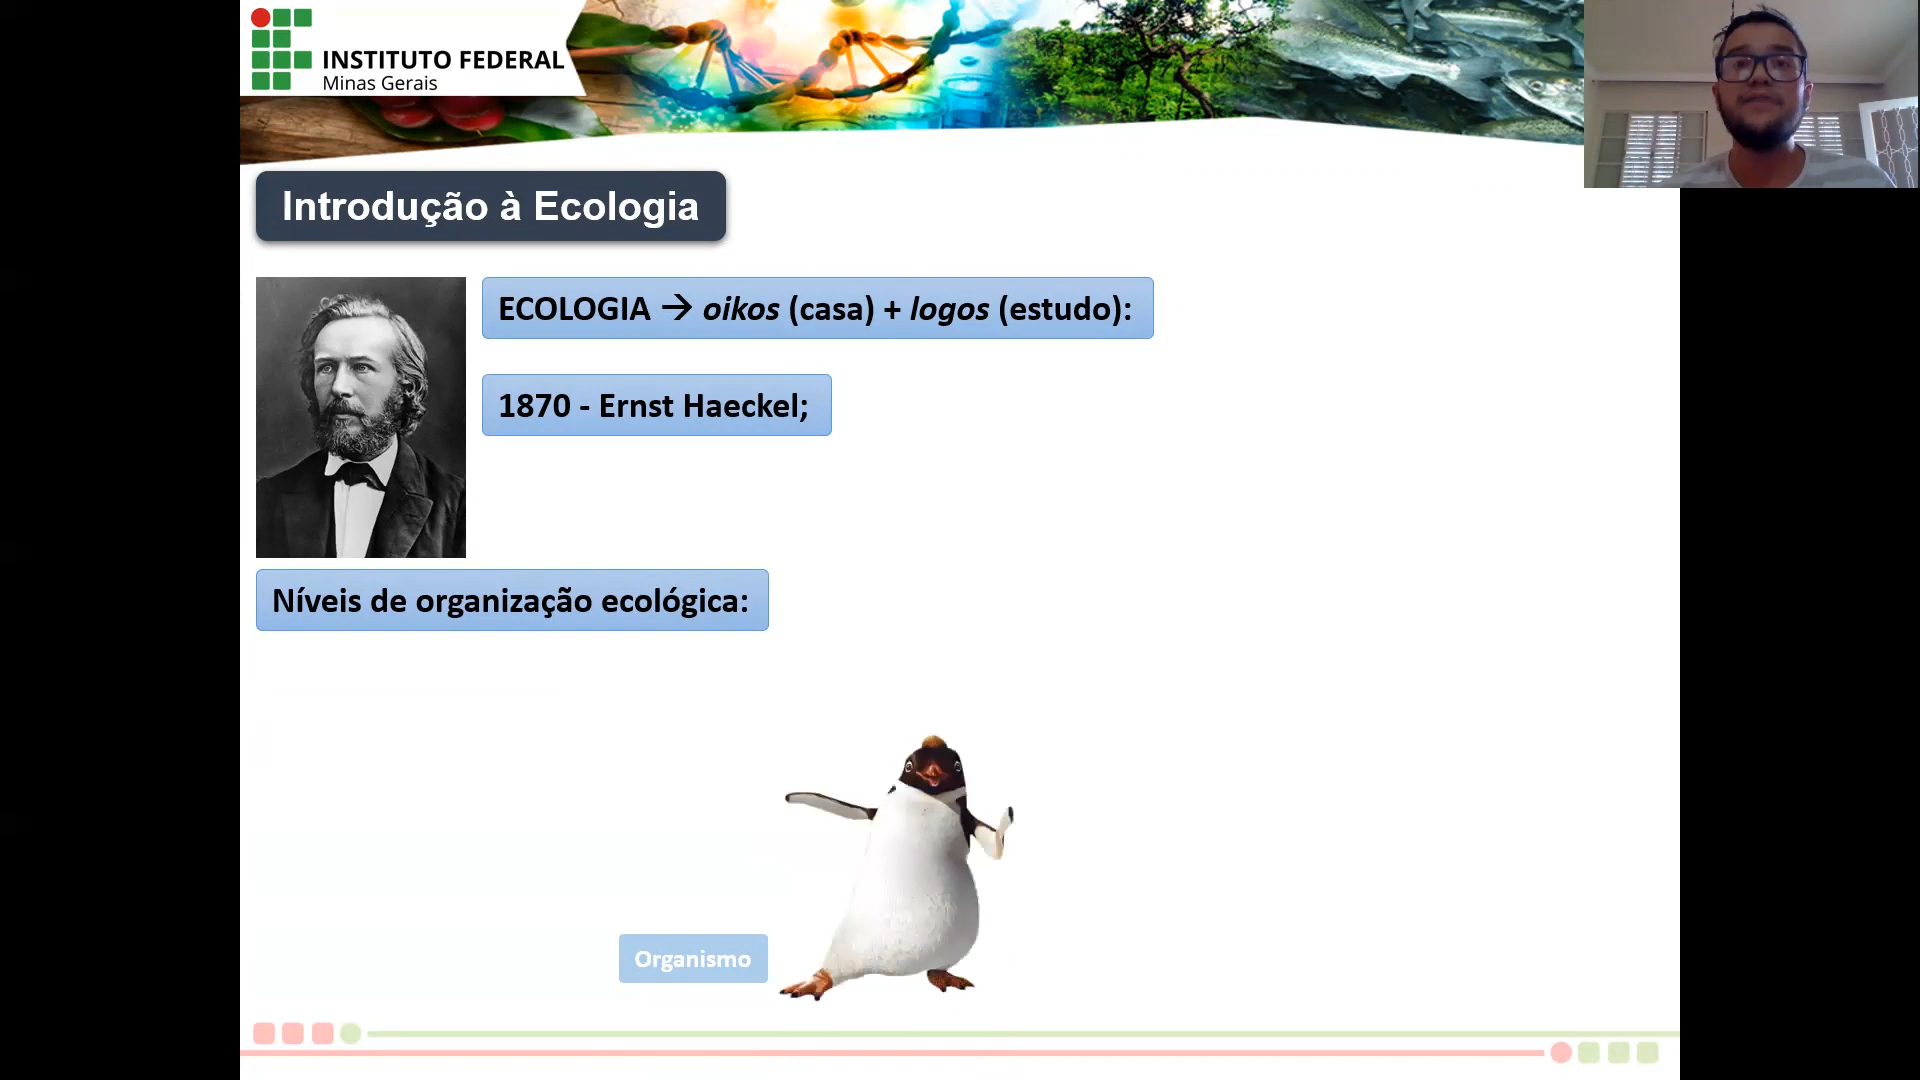 INSTITUTO FEDERAL
Minas Gerais
Introdução à Ecologia
ECOLOGIA → oikos (casa) + logos (estudo):
1870 - Ernst Haeckel;
Níveis de organização ecológica:
Organismo